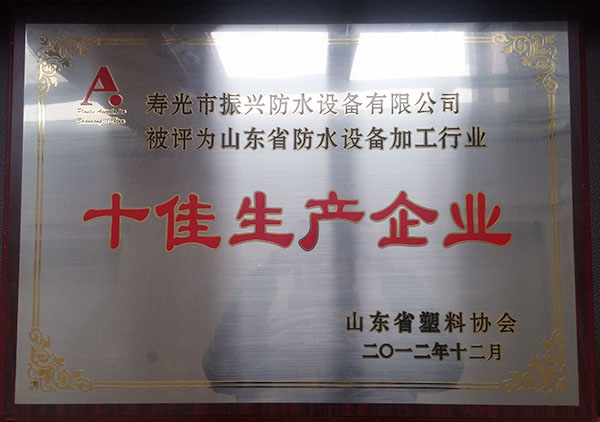 A
寿光市振兴防水设备有限公司
被评为山东省防水设备加工行业
十佳生产企业
山东省塑料协会
二〇一二年十二月